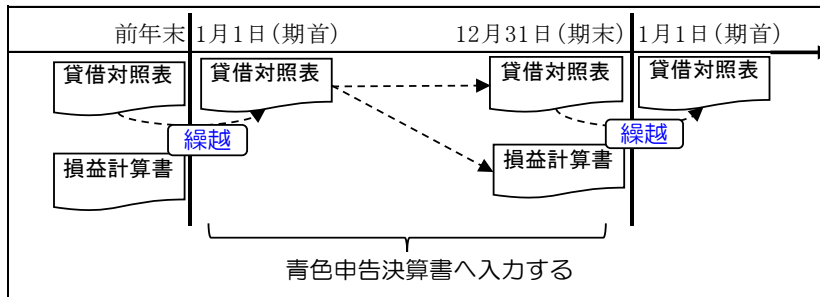 前年末 1月1日(期首) 12月31日(期末) 1月1日(期首)
貸借対照表 貸借対照表 貸借対照表 貸借対照表
繰越 繰越
損益計算書 損益計算書
青色申告決算書へ入力する